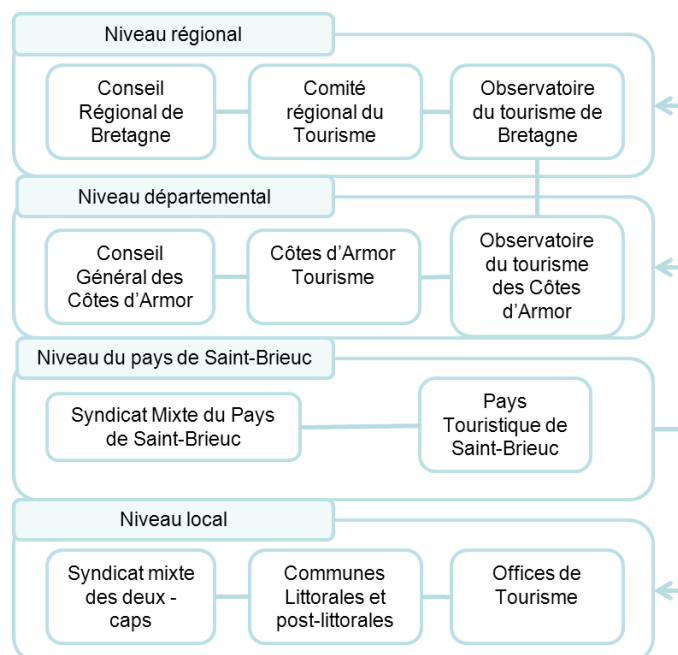 Niveau régional
Conseil
Régional de
Bretagne
Comité
régional du
Tourisme
Observatoire
du tourisme de
Bretagne
Niveau départemental
Conseil
Général des
Côtes d'Armor
Côtes d'Armor
Tourisme
Observatoire
du tourisme
des Côtes
d'Armor
Niveau du pays de Saint-Brieuc
Syndicat Mixte du Pays
de Saint-Brieuc
Pays
Touristique de
Saint-Brieuc
Niveau local
Syndicat mixte
des deux -
caps
Communes
Littorales et
post-littorales
Offices de
Tourisme